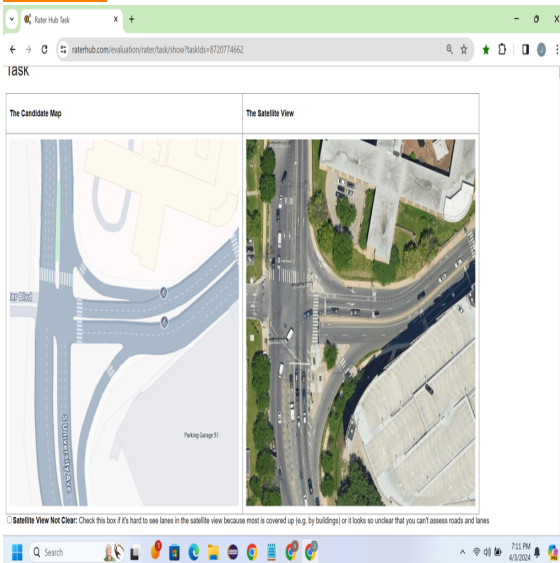 Rater Hub Task
raterhub.com/evaluation/rater/task/show?taskIds=8720774662
Task
The Candidate Map
The Satellite View
S University Ave
Parking Garage 51
Satellite View Not Clear: Check this box if it's hard to see lanes in the satellite view because most is covered up (e.g. by buildings) or it looks so unclear that you can't assess roads and lanes
Search
7:11 PM
4/3/2024